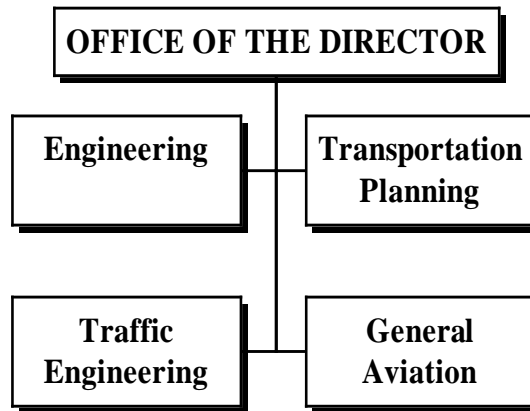 OFFICE OF THE DIRECTOR
Engineering
Transportation
Planning
Traffic
Engineering
General
Aviation